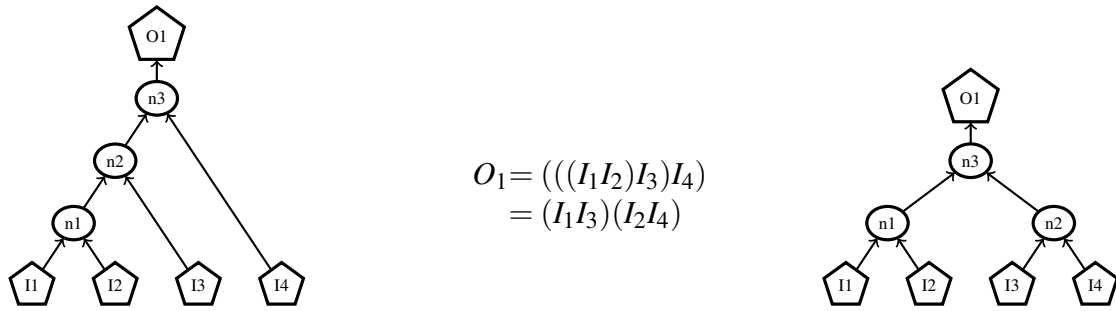 O1
n3
n2
n1
I1 I2 I3 I4
O₁= (((I₁I₂)I₃)I₄)
= (I₁I₃)(I₂I₄)
O1
n3
n1 n2
I1 I2 I3 I4